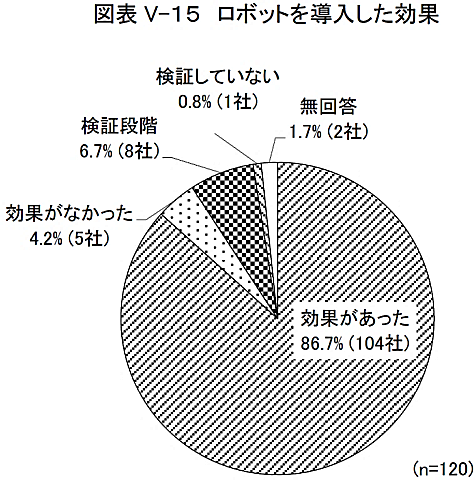 図表 Ⅴ-15 ロボットを導入した効果
検証していない
0.8%(1社)
無回答
1.7%(2社)
検証段階
6.7%(8社)
効果がなかった
4.2%(5社)
効果があった
86.7%(104社)
(n=120)